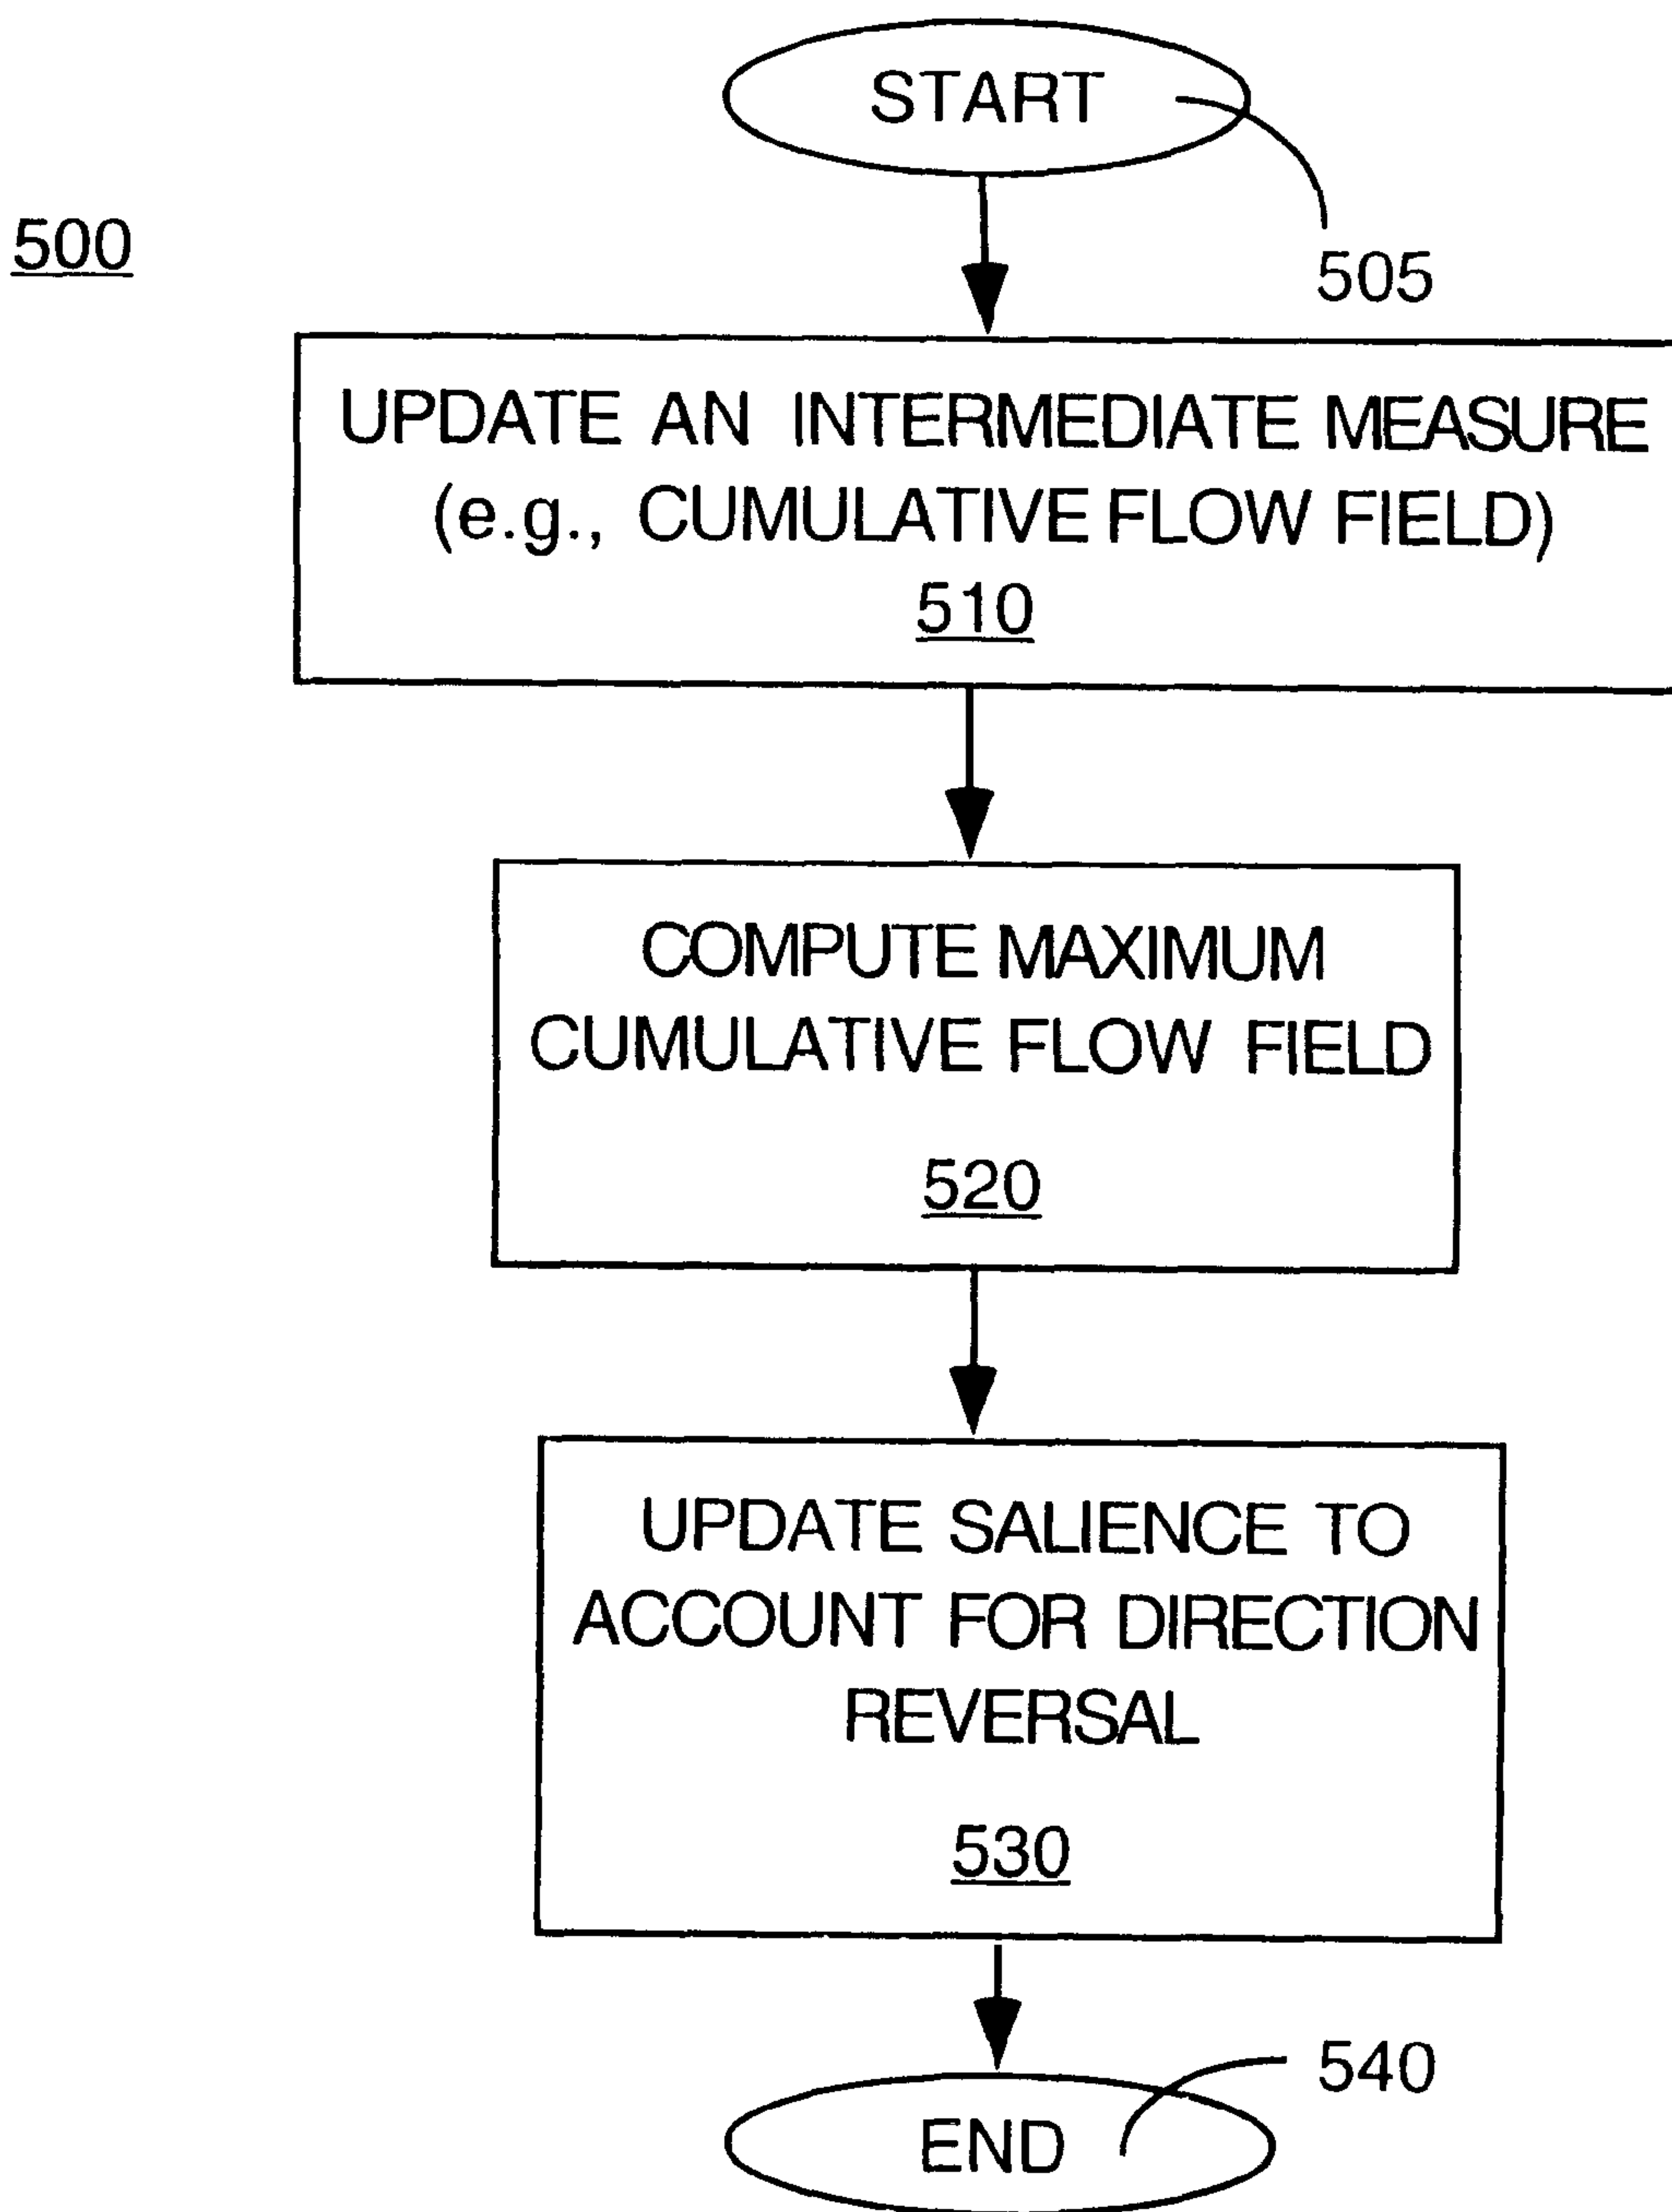 START
500
505
UPDATE AN INTERMEDIATE MEASURE
(e.g., CUMULATIVE FLOW FIELD)
510
COMPUTE MAXIMUM
CUMULATIVE FLOW FIELD
520
UPDATE SALIENCE TO
ACCOUNT FOR DIRECTION
REVERSAL
530
540
END